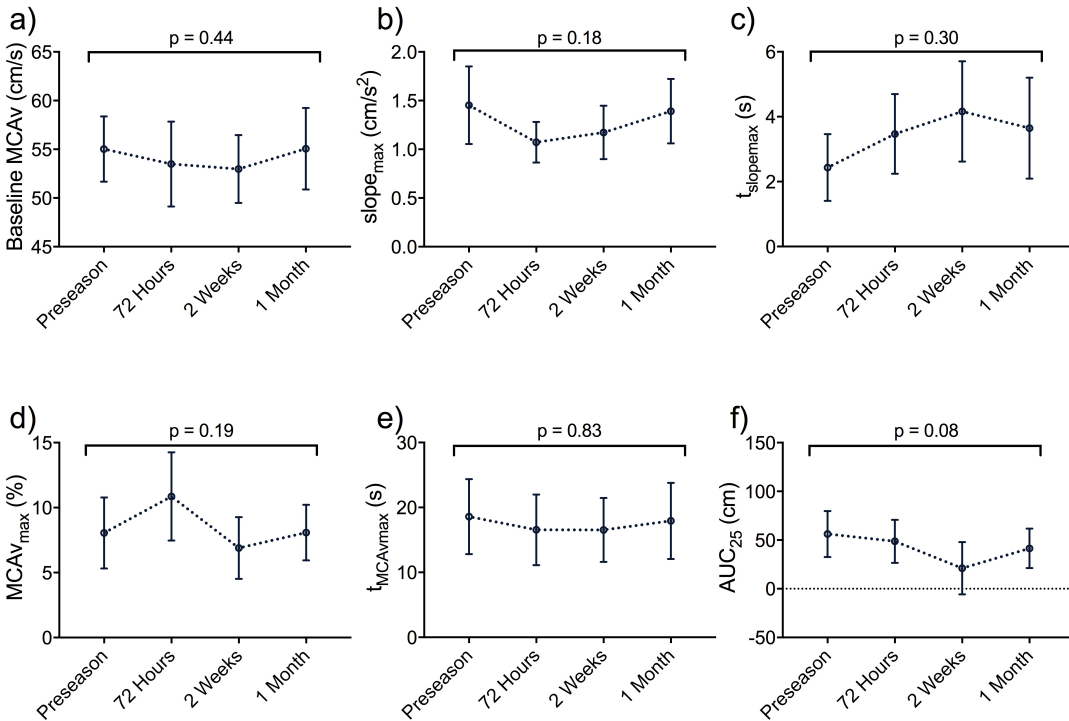 a)
p = 0.44
Baseline MCAv (cm/s)
65
60
55
50
45
Preseason
72 Hours
2 Weeks
1 Month
b)
p = 0.18
slopemax (cm/s2)
2.0
1.5
1.0
0.5
0.0
Preseason
72 Hours
2 Weeks
1 Month
c)
p = 0.30
tslopemax (s)
6
4
2
0
Preseason
72 Hours
2 Weeks
1 Month
d)
p = 0.19
MCAvmax (%)
15
10
5
0
Preseason
72 Hours
2 Weeks
1 Month
e)
p = 0.83
tMCAvmax (s)
30
20
10
0
Preseason
72 Hours
2 Weeks
1 Month
f)
p = 0.08
AUC25 (cm)
150
100
50
0
-50
Preseason
72 Hours
2 Weeks
1 Month